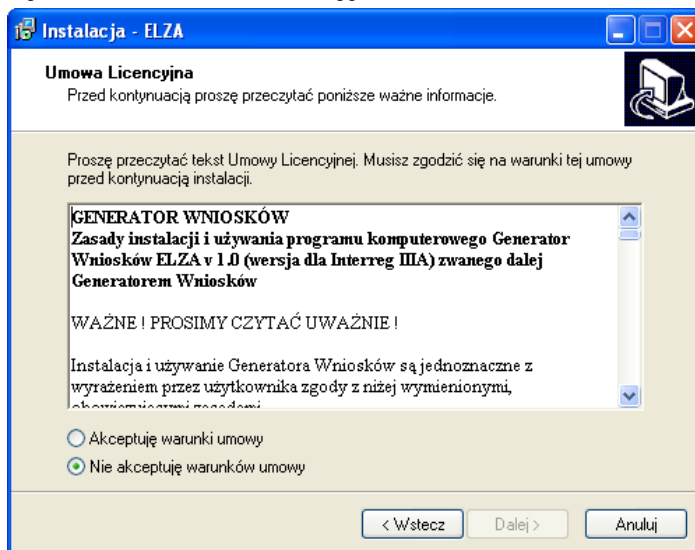 Instalacja - ELZA
Umowa Licencyjna
Przed kontynuacją proszę przeczytać poniższe ważne informacje.
Proszę przeczytać tekst Umowy Licencyjnej. Musisz zgodzić się na warunki tej umowy
przed kontynuacją instalacji.
GENERATOR WNIOSKÓW
Zasady instalacji i używania programu komputerowego Generator
Wniosków ELZA v 1.0 (wersja dla Interreg IIIA) zwanego dalej
Generatorem Wniosków
WAŻNE ! PROSIMY CZYTAĆ UWAŻNIE !
Instalacja i używanie Generatora Wniosków są jednoznaczne z
wyrażeniem przez użytkownika zgody z niżej wymienionymi,
obowiązującymi zasadami
Akceptuję warunki umowy
Nie akceptuję warunków umowy
< Wstecz
Dalej >
Anuluj